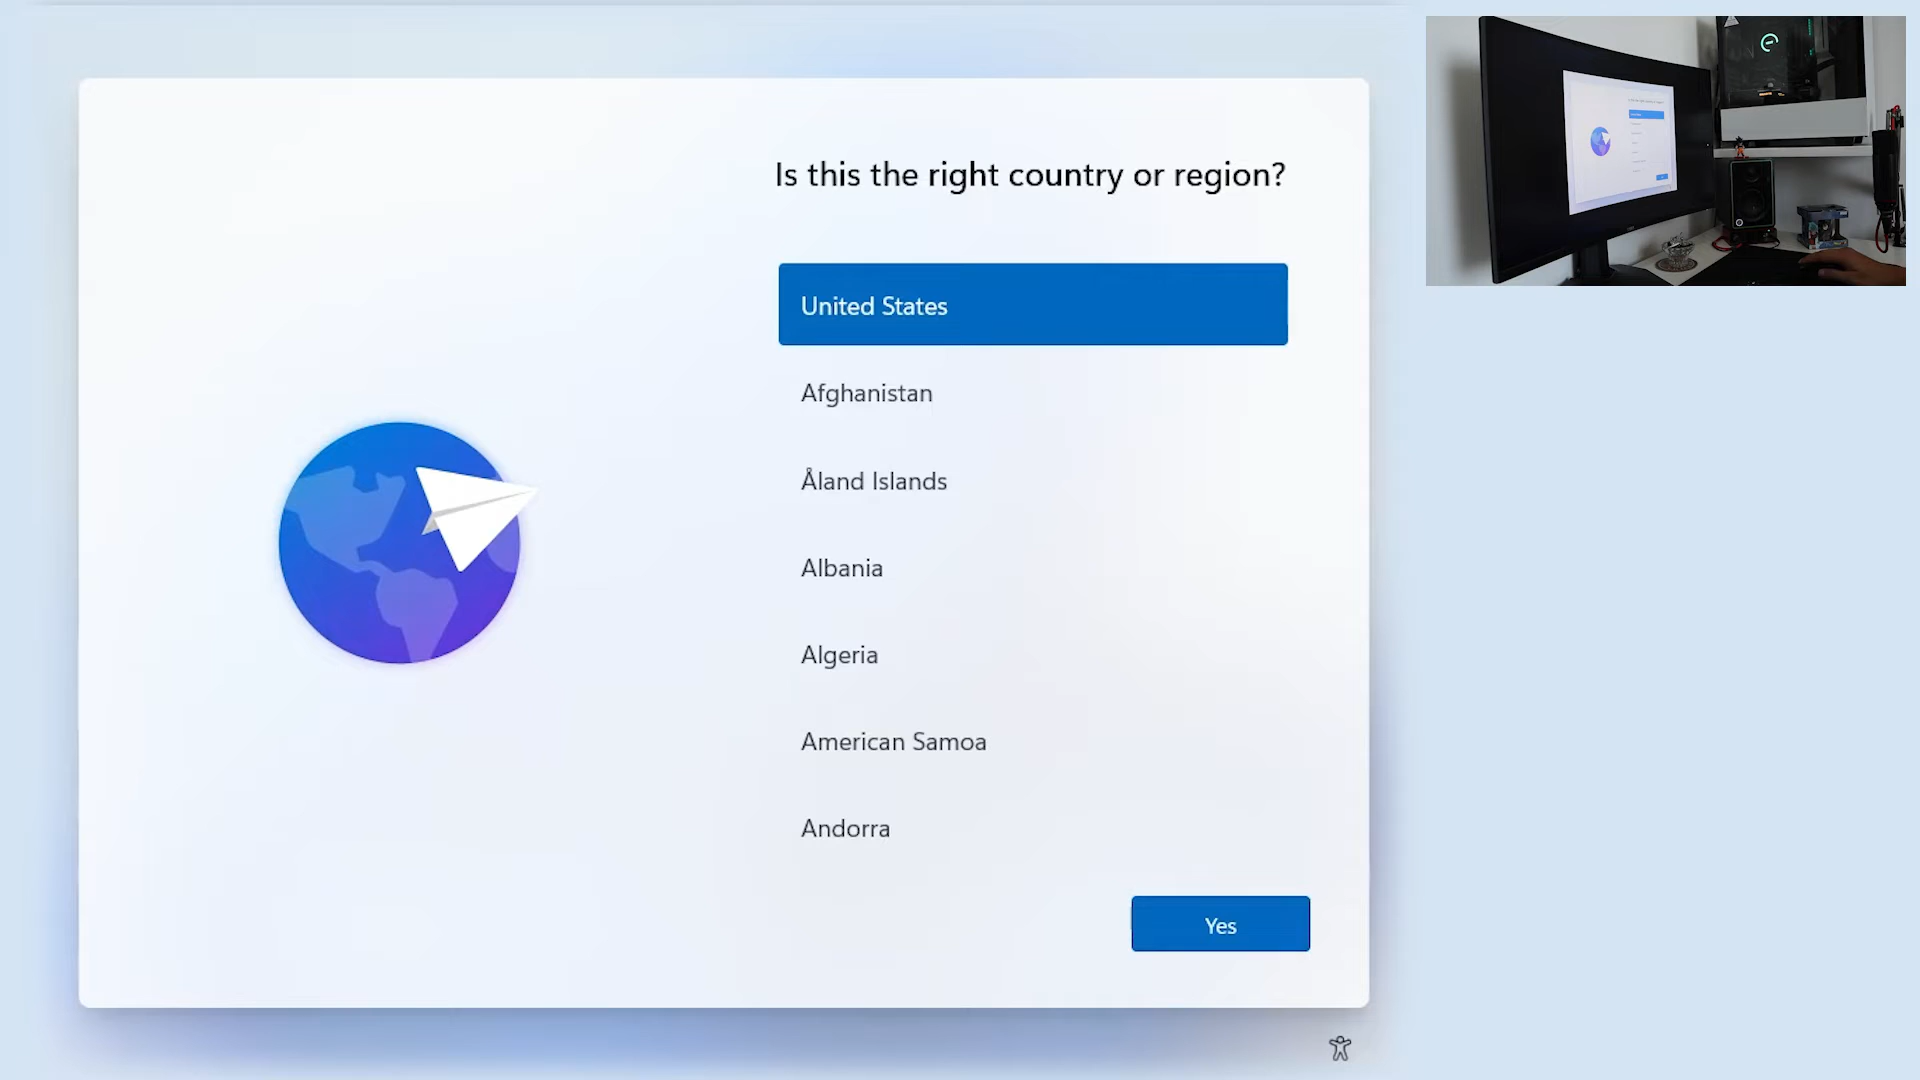 Is this the right country or region?
United States
Afghanistan
Åland Islands
Albania
Algeria
American Samoa
Andorra
Yes